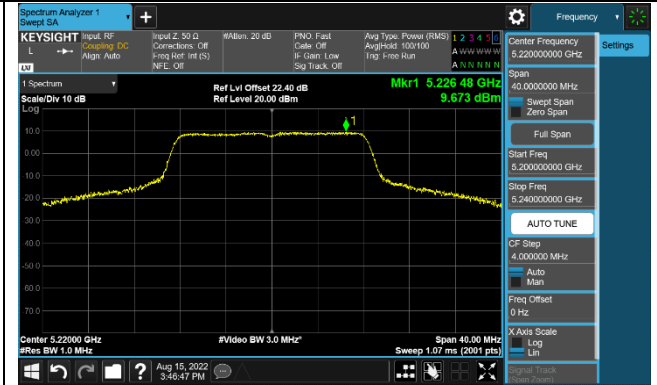 Spectrum Analyzer 1
Swept SA
+
Frequency
KEYSIGHT
L
LXI
Input: RF
Coupling: DC
Align: Auto
Input Z: 50 Ω
Corrections: Off
Freq Ref: Int (S)
NFE: Off
#Atten: 20 dB
PNO: Fast
Gate: Off
IF Gain: Low
Sig Track: Off
Avg Type: Power (RMS)
Avg|Hold: 100/100
Trig: Free Run
1 2 3 4 5 6
A W W W W W
A N N N N N
1 Spectrum
Scale/Div 10 dB
Log
Ref Lvl Offset 22.40 dB
Ref Level 20.00 dBm
Mkr1 5.226 48 GHz
9.673 dBm
1
10.0
0.00
-10.0
-20.0
-30.0
-40.0
-50.0
-60.0
-70.0
Center 5.22000 GHz
#Res BW 1.0 MHz
#Video BW 3.0 MHz*
Span 40.00 MHz
Sweep 1.07 ms (2001 pts)
Aug 15, 2022
3:46:47 PM
?
Center Frequency
5.220000000 GHz
Settings
Span
40.0000000 MHz
Swept Span
Zero Span
Full Span
Start Freq
5.200000000 GHz
Stop Freq
5.240000000 GHz
AUTO TUNE
CF Step
4.000000 MHz
Auto
Man
Freq Offset
0 Hz
X Axis Scale
Log
Lin
Signal Track
(Span Zoom)